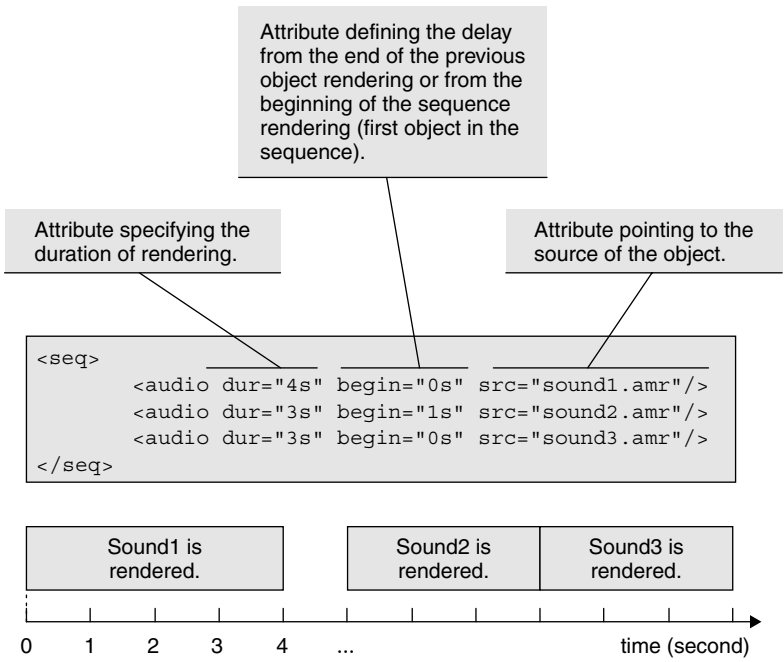 Attribute defining the delay
from the end of the previous
object rendering or from the
beginning of the sequence
rendering (first object in the
sequence).
Attribute specifying the
duration of rendering.
Attribute pointing to the
source of the object.
<seq>
<audio dur="4s" begin="0s" src="sound1.amr"/>
<audio dur="3s" begin="1s" src="sound2.amr"/>
<audio dur="3s" begin="0s" src="sound3.amr"/>
</seq>
Sound1 is
rendered.
Sound2 is
rendered.
Sound3 is
rendered.
0 1 2 3 4 ... time (second)